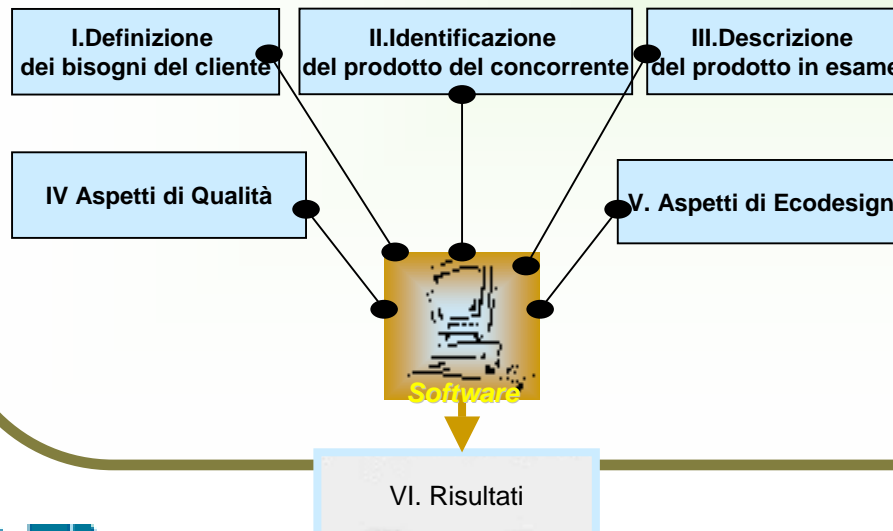 I.Definizione
dei bisogni del cliente
II.Identificazione
del prodotto del concorrente
III.Descrizione
del prodotto in esame
IV Aspetti di Qualità
V. Aspetti di Ecodesign
Software
VI. Risultati